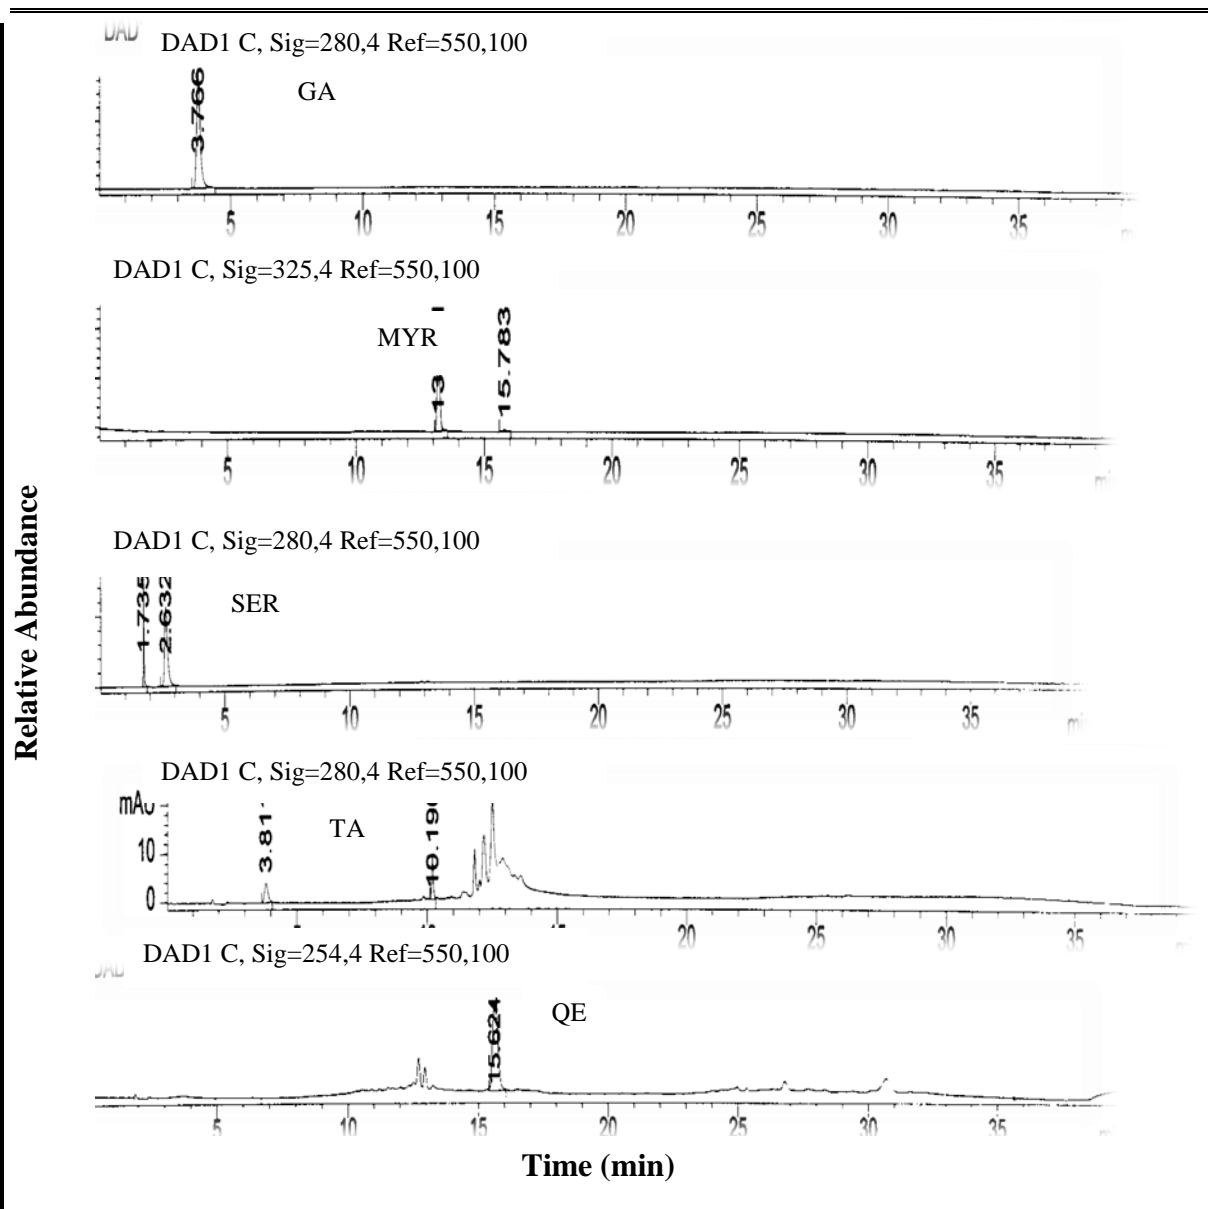 DAD
DAD1 C, Sig=280,4 Ref=550,100
3.766
GA
5 10 15 20 25 30 35
DAD1 C, Sig=325,4 Ref=550,100
MYR
13
15.783
5 10 15 20 25 30 35
Relative Abundance
DAD1 C, Sig=280,4 Ref=550,100
1.735
2.632
SER
5 10 15 20 25 30 35
DAD1 C, Sig=280,4 Ref=550,100
10
0
TA
20 25 30 35
DAD1 C, Sig=254,4 Ref=550,100
15.624
QE
5 10 15 20 25 30 35
Time (min)